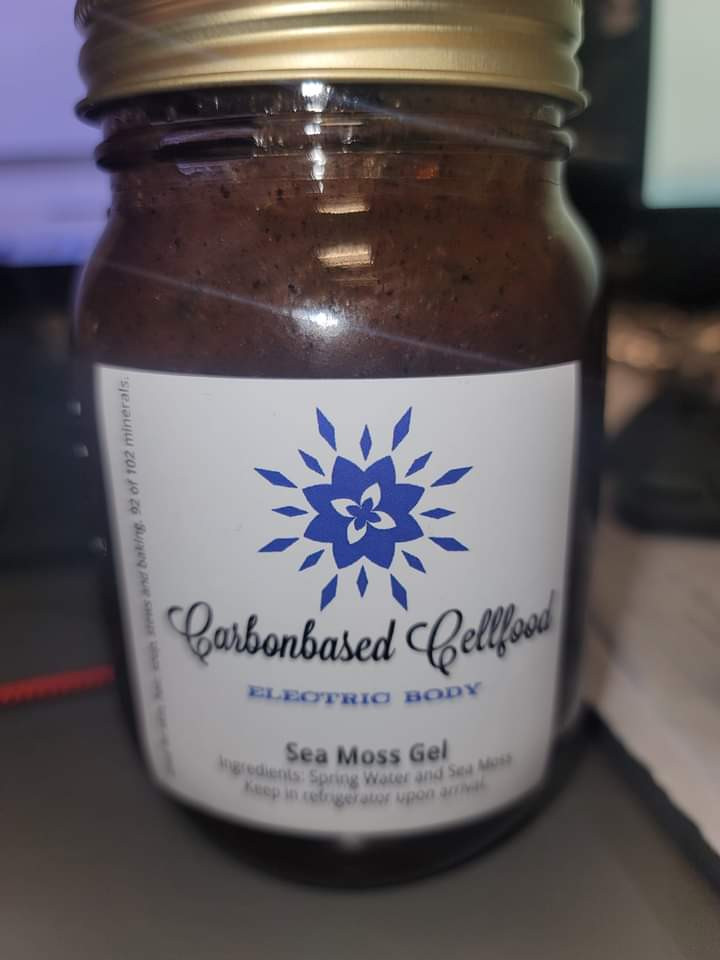 Carbonbased Cellfood
ELECTRIC BODY
Sea Moss Gel
Ingredients: Spring Water and Sea Moss
Keep in refrigerator upon arrival.
stews and baking. 92 of 102 minerals.